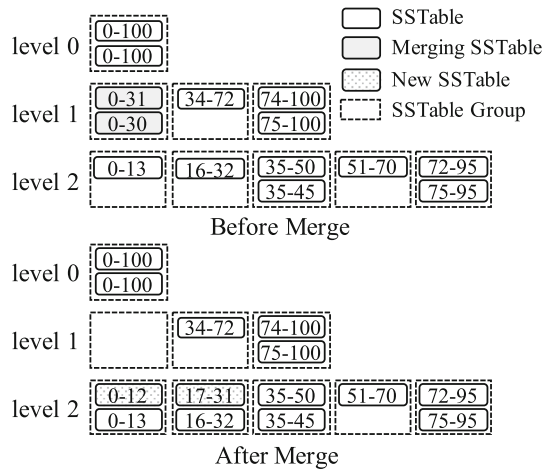 SSTable
Merging SSTable
New SSTable
SSTable Group
level 0
0-100
0-100
level 1
0-31 34-72 74-100
0-30 75-100
level 2
0-13 16-32 35-50 51-70 72-95
35-45 75-95
Before Merge
level 0
0-100
0-100
level 1
34-72 74-100
75-100
level 2
0-12 17-31 35-50 51-70 72-95
0-13 16-32 35-45 75-95
After Merge